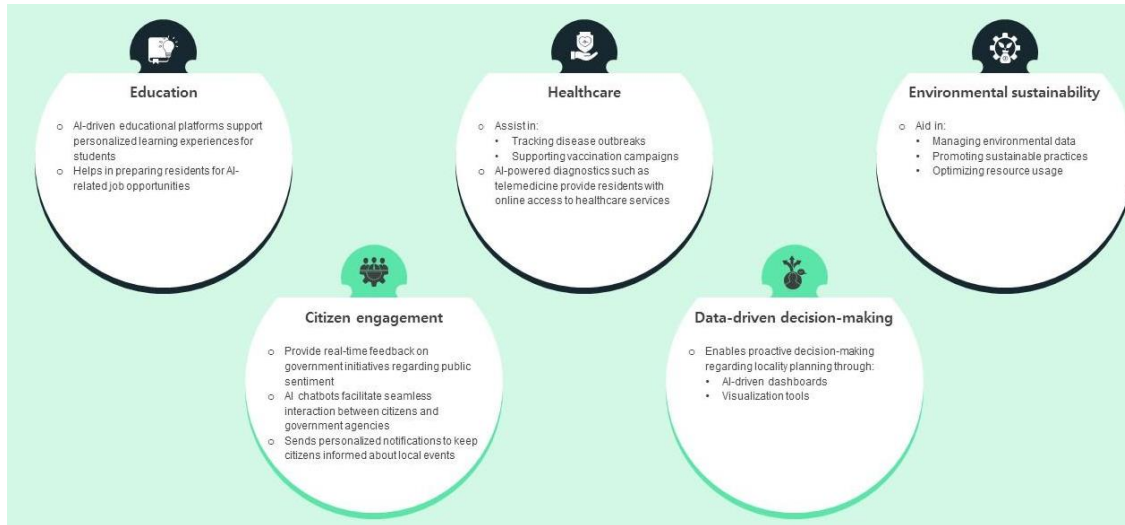 Education
o AI-driven educational platforms support
personalized learning experiences for
students
o Helps in preparing residents for AI-
related job opportunities
Healthcare
o Assist in:
• Tracking disease outbreaks
• Supporting vaccination campaigns
o AI-powered diagnostics such as
telemedicine provide residents with
online access to healthcare services
Environmental sustainability
o Aid in:
• Managing environmental data
• Promoting sustainable practices
• Optimizing resource usage
Citizen engagement
o Provide real-time feedback on
government initiatives regarding public
sentiment
o AI chatbots facilitate seamless
interaction between citizens and
government agencies
o Sends personalized notifications to keep
citizens informed about local events
Data-driven decision-making
o Enables proactive decision-making
regarding locality planning through:
• AI-driven dashboards
• Visualization tools